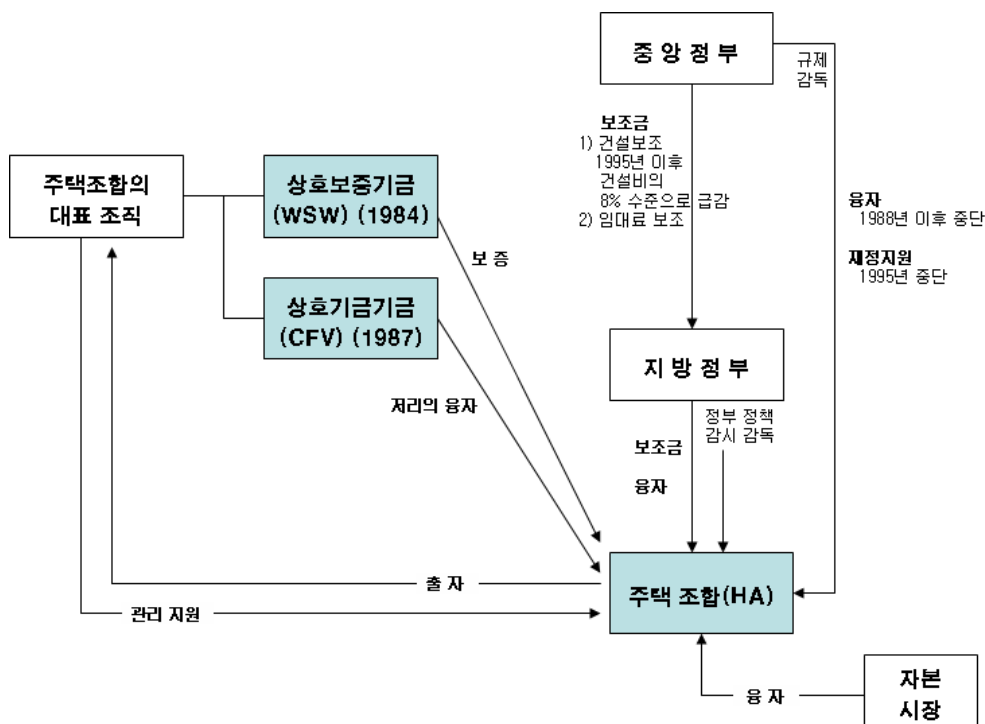 중 앙 정 부
규제
감독
보조금
1) 건설보조
1995년 이후
건설비의
8% 수준으로 급감
2) 임대료 보조
주택조합의
대표 조직
상호보증기금
(WSW) (1984)
융자
1988년 이후 중단
재정지원
1995년 중단
보 증
상호기금기금
(CFV) (1987)
지 방 정 부
저리의 융자
정부 정책
감시 감독
보조금
융자
출 자
주택 조합(HA)
관리 지원
융 자
자본
시장